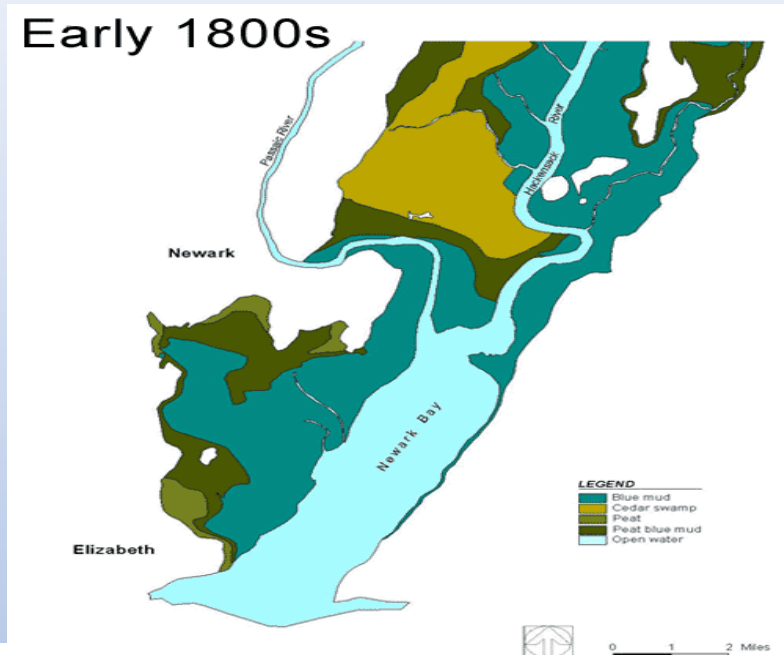 Early 1800s
Passaic River
Hackensack River
Newark
Newark Bay
Elizabeth
LEGEND
Blue mud
Cedar swamp
Peat
Peat blue mud
Open water
0 1 2 Miles